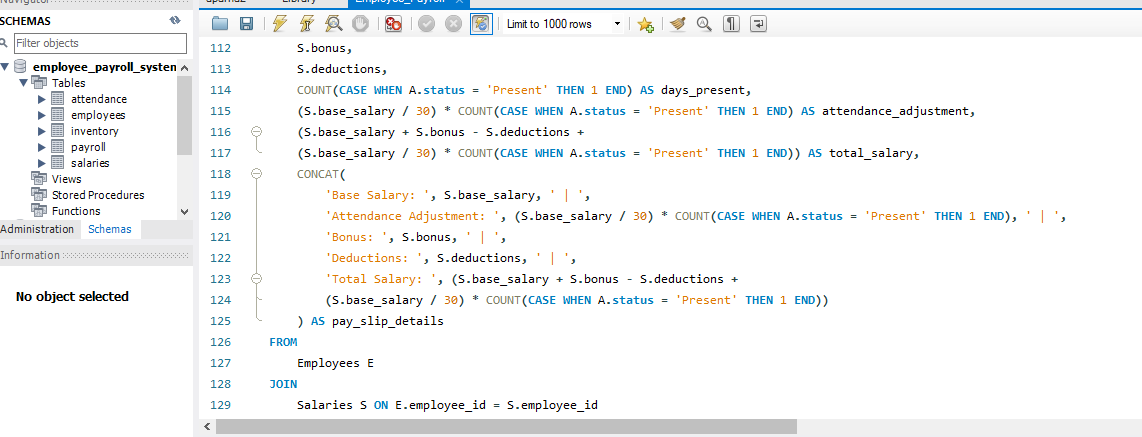 Navigator
Library
Employee_Payroll
SCHEMAS
Filter objects
employee_payroll_system
Tables
attendance
employees
inventory
payroll
salaries
Views
Stored Procedures
Functions
Administration Schemas
Information
No object selected
Limit to 1000 rows
112 S.bonus,
113 S.deductions,
114 COUNT(CASE WHEN A.status = 'Present' THEN 1 END) AS days_present,
115 (S.base_salary / 30) * COUNT(CASE WHEN A.status = 'Present' THEN 1 END) AS attendance_adjustment,
116 (S.base_salary + S.bonus - S.deductions +
117 (S.base_salary / 30) * COUNT(CASE WHEN A.status = 'Present' THEN 1 END)) AS total_salary,
118 CONCAT(
119 'Base Salary: ', S.base_salary, ' | ',
120 'Attendance Adjustment: ', (S.base_salary / 30) * COUNT(CASE WHEN A.status = 'Present' THEN 1 END), ' | ',
121 'Bonus: ', S.bonus, ' | ',
122 'Deductions: ', S.deductions, ' | ',
123 'Total Salary: ', (S.base_salary + S.bonus - S.deductions +
124 (S.base_salary / 30) * COUNT(CASE WHEN A.status = 'Present' THEN 1 END))
125 ) AS pay_slip_details
126 FROM
127 Employees E
128 JOIN
129 Salaries S ON E.employee_id = S.employee_id